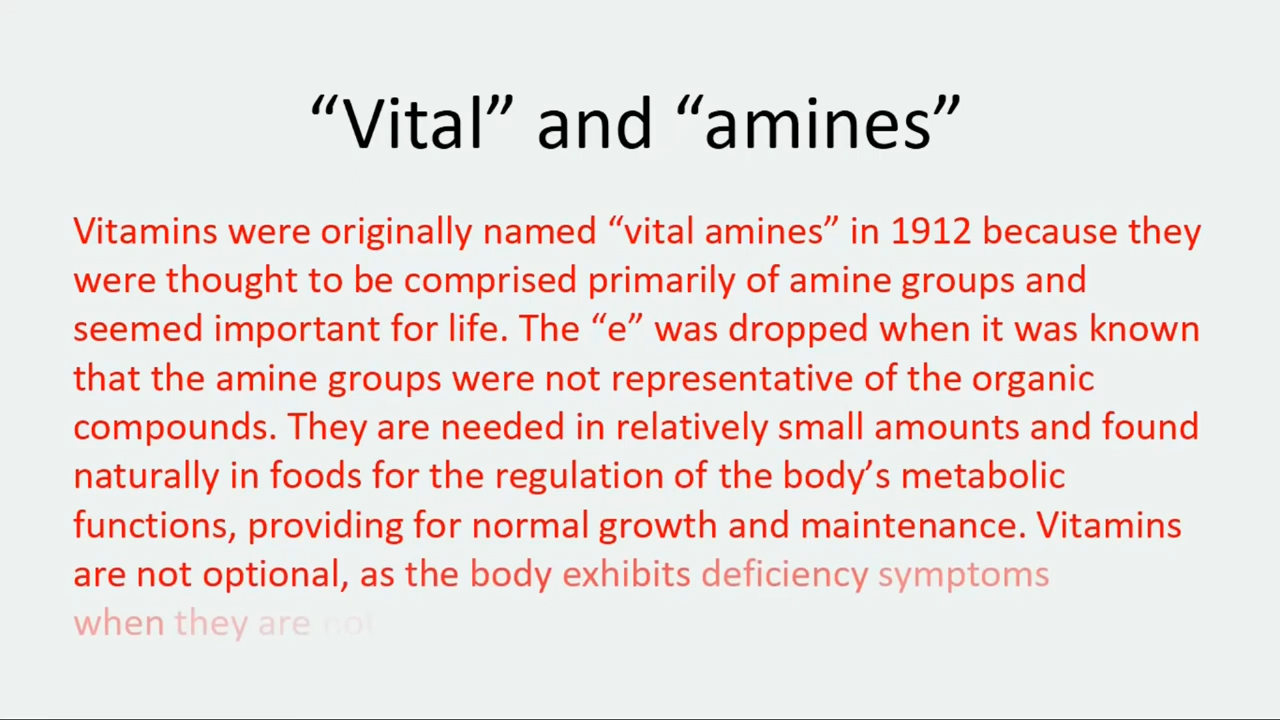 “Vital” and “amines”
Vitamins were originally named “vital amines” in 1912 because they
were thought to be comprised primarily of amine groups and
seemed important for life. The “e” was dropped when it was known
that the amine groups were not representative of the organic
compounds. They are needed in relatively small amounts and found
naturally in foods for the regulation of the body’s metabolic
functions, providing for normal growth and maintenance. Vitamins
are not optional, as the body exhibits deficiency symptoms
when they are not